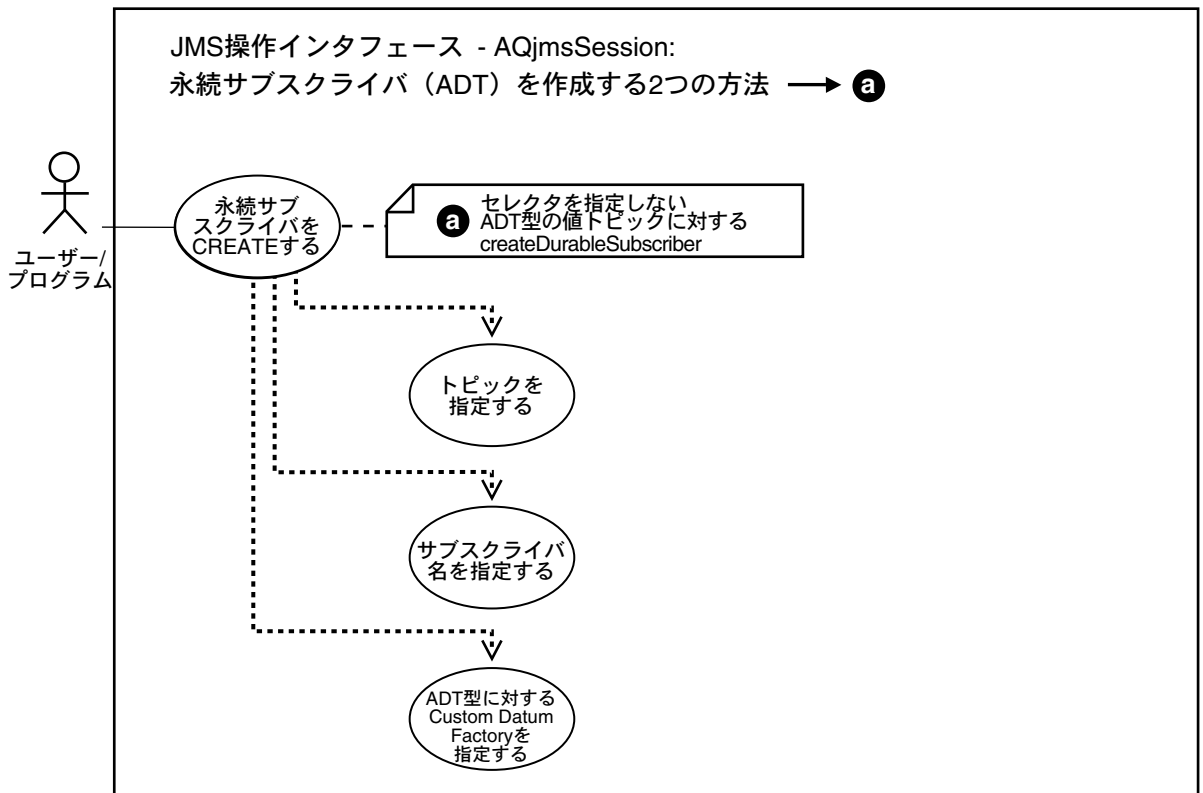 JMS操作インタフェース - AQjmsSession:
永続サブスクライバ（ADT）を作成する2つの方法 a
ユーザー/
プログラム
永続サブ
スクライバを
CREATEする
a
セレクタを指定しない
ADT型の値トピックに対する
createDurableSubscriber
トピックを
指定する
サブスクライバ
名を指定する
ADT型に対する
Custom Datum
Factoryを
指定する